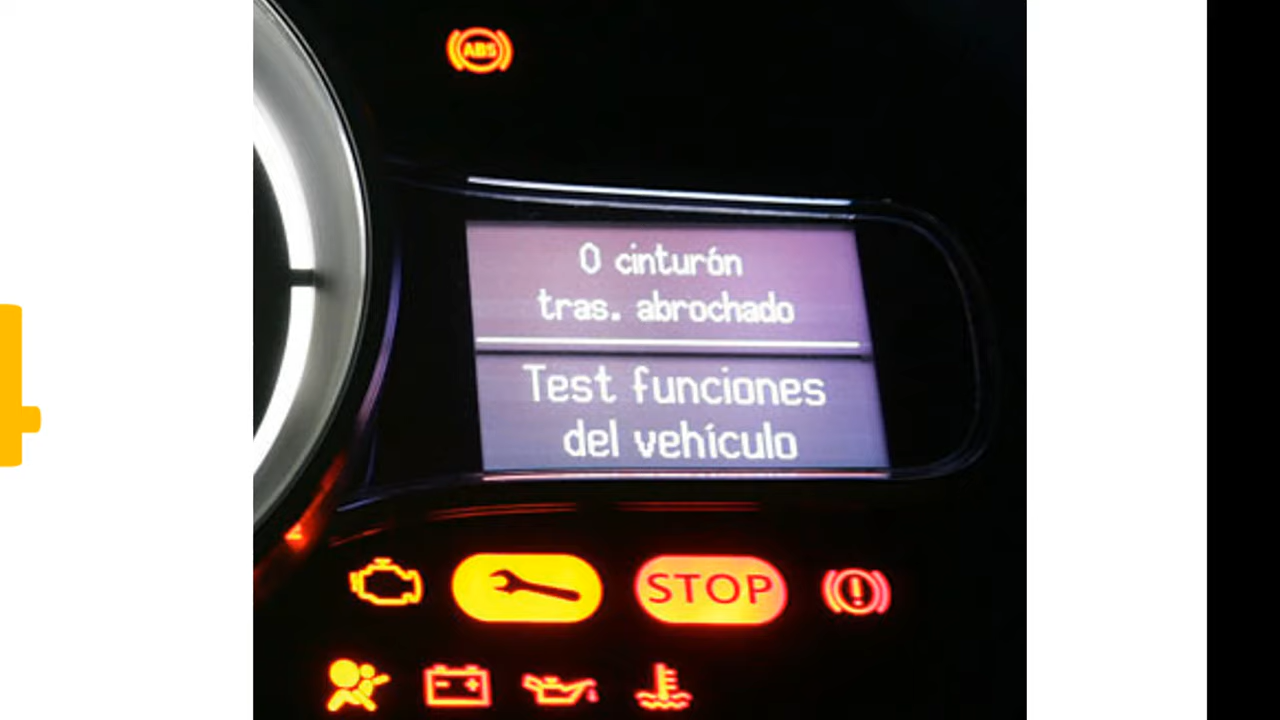 ABS
0 cinturón
tras. abrochado
Test funciones
del vehículo
STOP